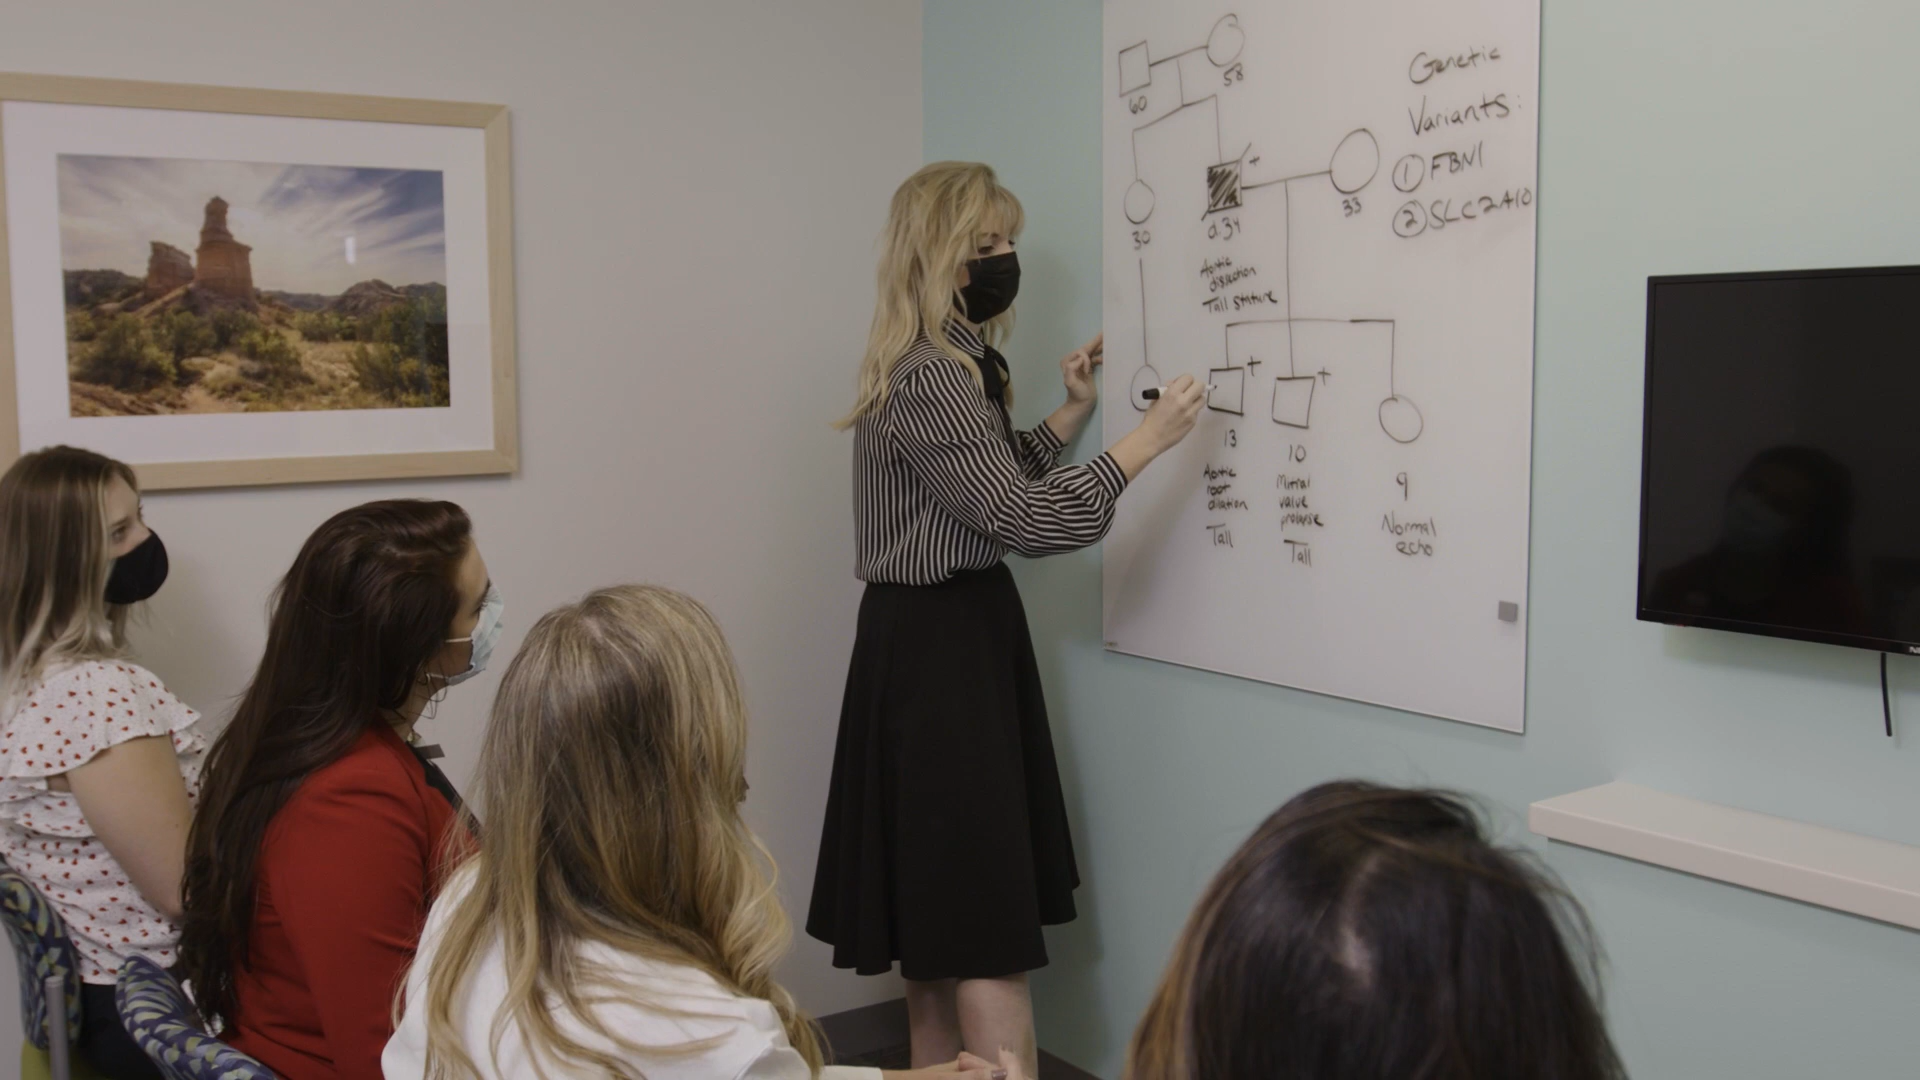 60
58
Genetic
Variants:
① FBN1
② SLC2A10
+
30
d.34
33
Aortic
dissection
Tall stature
+
+
13
Aortic
root
dilation
Tall
10
Mitral
valve
prolapse
Tall
9
Normal
echo